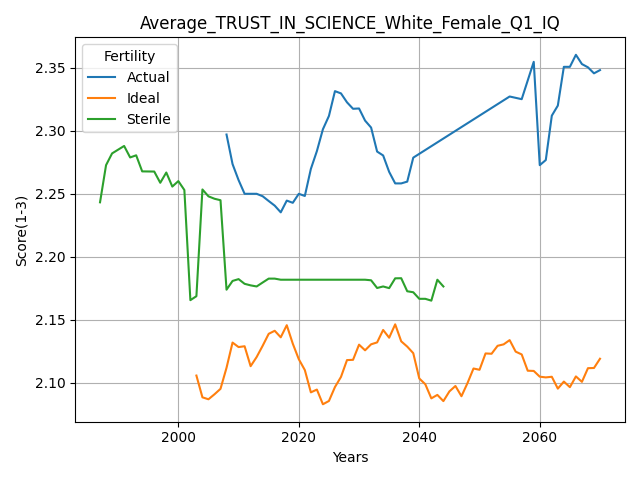 Average_TRUST_IN_SCIENCE_White_Female_Q1_IQ
Fertility
Actual
Ideal
Sterile
Score(1-3)
2.35
2.30
2.25
2.20
2.15
2.10
2000 2020 2040 2060
Years